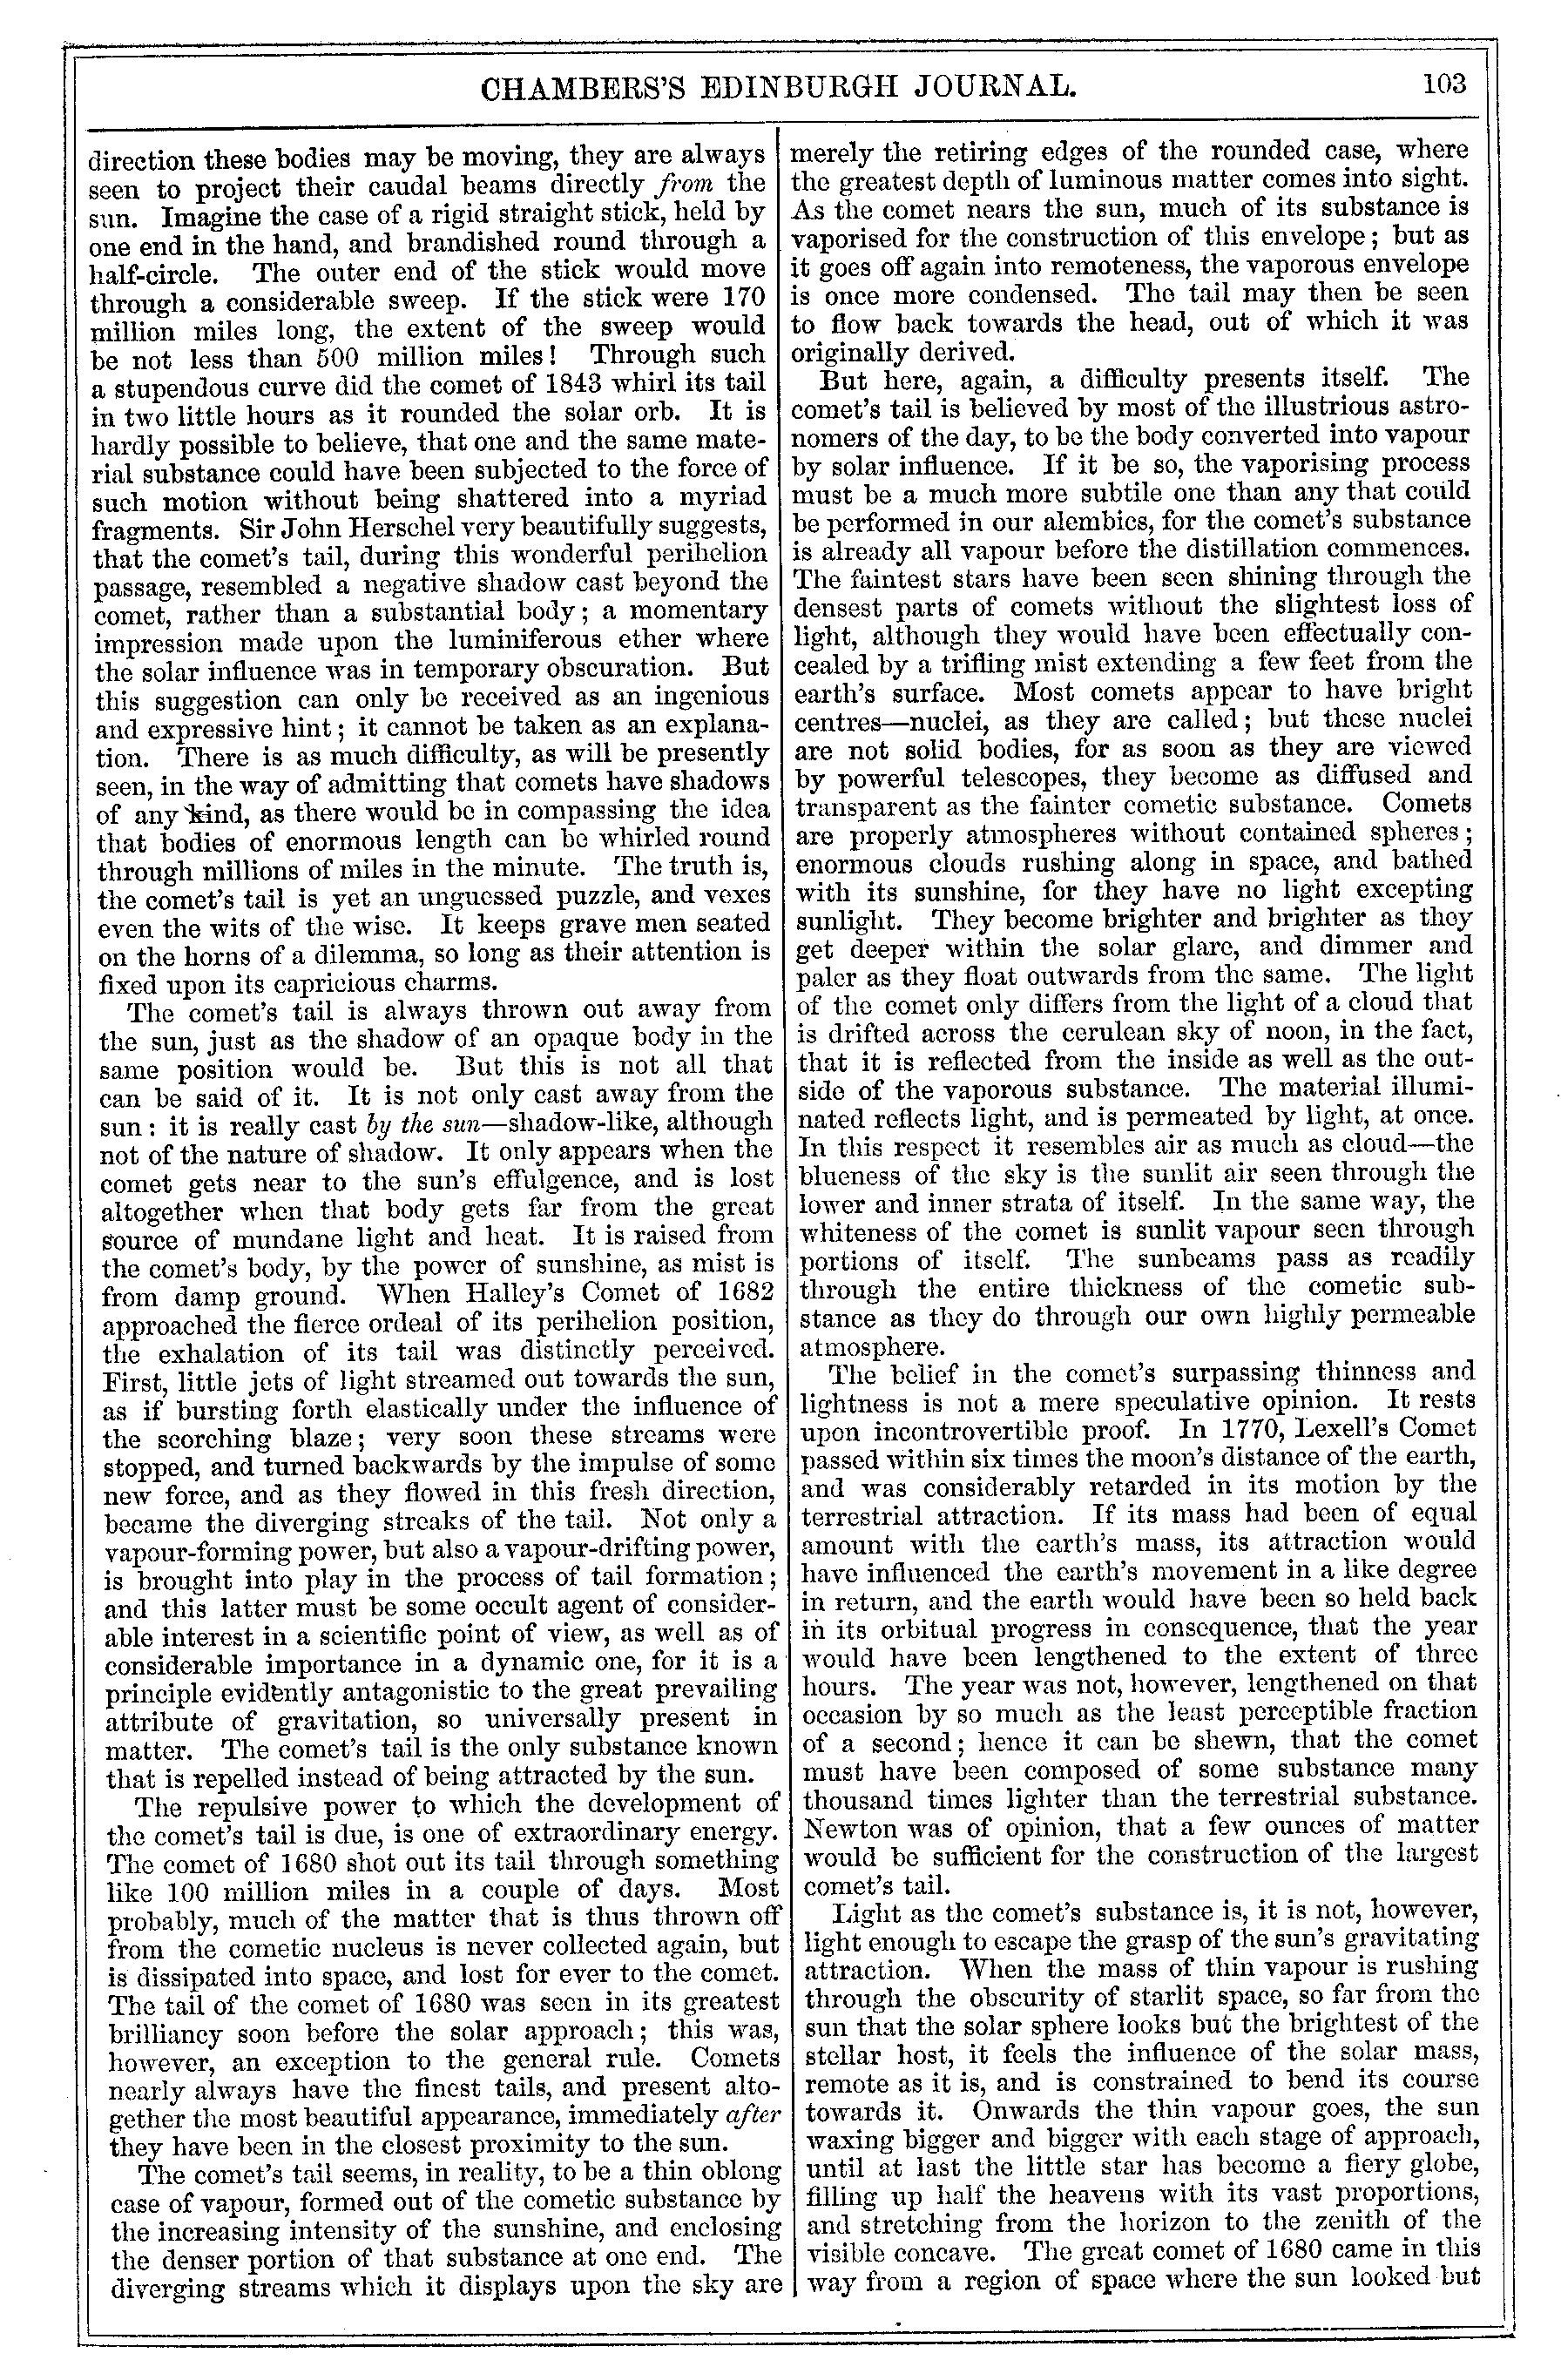 CHAMBERS'S EDINBURGH JOURNAL. 103
direction these bodies may be moving, they are always
seen to project their caudal beams directly from the
sun. Imagine the case of a rigid straight stick, held by
one end in the hand, and brandished round through a
half-circle. The outer end of the stick would move
through a considerable sweep. If the stick were 170
million miles long, the extent of the sweep would
be not less than 500 million miles! Through such
a stupendous curve did the comet of 1843 whirl its tail
in two little hours as it rounded the solar orb. It is
hardly possible to believe, that one and the same mate-
rial substance could have been subjected to the force of
such motion without being shattered into a myriad
fragments. Sir John Herschel very beautifully suggests,
that the comet's tail, during this wonderful perihelion
passage, resembled a negative shadow cast beyond the
comet, rather than a substantial body; a momentary
impression made upon the luminiferous ether where
the solar influence was in temporary obscuration. But
this suggestion can only be received as an ingenious
and expressive hint; it cannot be taken as an explana-
tion. There is as much difficulty, as will be presently
seen, in the way of admitting that comets have shadows
of any kind, as there would be in compassing the idea
that bodies of enormous length can be whirled round
through millions of miles in the minute. The truth is,
the comet's tail is yet an unguessed puzzle, and vexes
even the wits of the wise. It keeps grave men seated
on the horns of a dilemma, so long as their attention is
fixed upon its capricious charms.
The comet's tail is always thrown out away from
the sun, just as the shadow of an opaque body in the
same position would be. But this is not all that
can be said of it. It is not only cast away from the
sun: it is really cast by the sun—shadow-like, although
not of the nature of shadow. It only appears when the
comet gets near to the sun's effulgence, and is lost
altogether when that body gets far from the great
source of mundane light and heat. It is raised from
the comet's body, by the power of sunshine, as mist is
from damp ground. When Halley's Comet of 1682
approached the fierce ordeal of its perihelion position,
the exhalation of its tail was distinctly perceived.
First, little jets of light streamed out towards the sun,
as if bursting forth elastically under the influence of
the scorching blaze; very soon these streams were
stopped, and turned backwards by the impulse of some
new force, and as they flowed in this fresh direction,
became the diverging streaks of the tail. Not only a
vapour-forming power, but also a vapour-drifting power,
is brought into play in the process of tail formation;
and this latter must be some occult agent of consider-
able interest in a scientific point of view, as well as of
considerable importance in a dynamic one, for it is a
principle evidently antagonistic to the great prevailing
attribute of gravitation, so universally present in
matter. The comet's tail is the only substance known
that is repelled instead of being attracted by the sun.
The repulsive power to which the development of
the comet's tail is due, is one of extraordinary energy.
The comet of 1680 shot out its tail through something
like 100 million miles in a couple of days. Most
probably, much of the matter that is thus thrown off
from the cometic nucleus is never collected again, but
is dissipated into space, and lost for ever to the comet.
The tail of the comet of 1680 was seen in its greatest
brilliancy soon before the solar approach; this was,
however, an exception to the general rule. Comets
nearly always have the finest tails, and present alto-
gether the most beautiful appearance, immediately after
they have been in the closest proximity to the sun.
The comet's tail seems, in reality, to be a thin oblong
case of vapour, formed out of the cometic substance by
the increasing intensity of the sunshine, and enclosing
the denser portion of that substance at one end. The
diverging streams which it displays upon the sky are
merely the retiring edges of the rounded case, where
the greatest depth of luminous matter comes into sight.
As the comet nears the sun, much of its substance is
vaporised for the construction of this envelope; but as
it goes off again into remoteness, the vaporous envelope
is once more condensed. The tail may then be seen
to flow back towards the head, out of which it was
originally derived.
But here, again, a difficulty presents itself. The
comet's tail is believed by most of the illustrious astro-
nomers of the day, to be the body converted into vapour
by solar influence. If it be so, the vaporising process
must be a much more subtile one than any that could
be performed in our alembics, for the comet's substance
is already all vapour before the distillation commences.
The faintest stars have been seen shining through the
densest parts of comets without the slightest loss of
light, although they would have been effectually con-
cealed by a trifling mist extending a few feet from the
earth's surface. Most comets appear to have bright
centres—nuclei, as they are called; but these nuclei
are not solid bodies, for as soon as they are viewed
by powerful telescopes, they become as diffused and
transparent as the fainter cometic substance. Comets
are properly atmospheres without contained spheres;
enormous clouds rushing along in space, and bathed
with its sunshine, for they have no light excepting
sunlight. They become brighter and brighter as they
get deeper within the solar glare, and dimmer and
paler as they float outwards from the same. The light
of the comet only differs from the light of a cloud that
is drifted across the cerulean sky of noon, in the fact,
that it is reflected from the inside as well as the out-
side of the vaporous substance. The material illumi-
nated reflects light, and is permeated by light, at once.
In this respect it resembles air as much as cloud—the
blueness of the sky is the sunlit air seen through the
lower and inner strata of itself. In the same way, the
whiteness of the comet is sunlit vapour seen through
portions of itself. The sunbeams pass as readily
through the entire thickness of the cometic sub-
stance as they do through our own highly permeable
atmosphere.
The belief in the comet's surpassing thinness and
lightness is not a mere speculative opinion. It rests
upon incontrovertible proof. In 1770, Lexell's Comet
passed within six times the moon's distance of the earth,
and was considerably retarded in its motion by the
terrestrial attraction. If its mass had been of equal
amount with the earth's mass, its attraction would
have influenced the earth's movement in a like degree
in return, and the earth would have been so held back
in its orbitual progress in consequence, that the year
would have been lengthened to the extent of three
hours. The year was not, however, lengthened on that
occasion by so much as the least perceptible fraction
of a second; hence it can be shewn, that the comet
must have been composed of some substance many
thousand times lighter than the terrestrial substance.
Newton was of opinion, that a few ounces of matter
would be sufficient for the construction of the largest
comet's tail.
Light as the comet's substance is, it is not, however,
light enough to escape the grasp of the sun's gravitating
attraction. When the mass of thin vapour is rushing
through the obscurity of starlit space, so far from the
sun that the solar sphere looks but the brightest of the
stellar host, it feels the influence of the solar mass,
remote as it is, and is constrained to bend its course
towards it. Onwards the thin vapour goes, the sun
waxing bigger and bigger with each stage of approach,
until at last the little star has become a fiery globe,
filling up half the heavens with its vast proportions,
and stretching from the horizon to the zenith of the
visible concave. The great comet of 1680 came in this
way from a region of space where the sun looked but